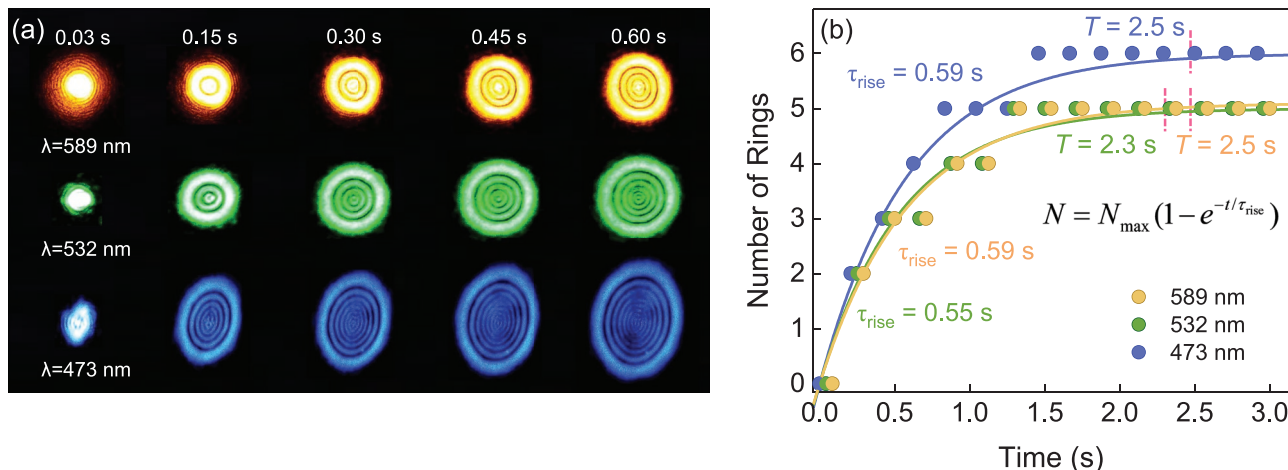 (a)
0.03 s 0.15 s 0.30 s 0.45 s 0.60 s
λ=589 nm
λ=532 nm
λ=473 nm
(b)
T = 2.5 s
τrise = 0.59 s
T = 2.3 s T = 2.5 s
N = Nmax (1− e^−t/τrise )
τrise = 0.59 s
τrise = 0.55 s
589 nm
532 nm
473 nm
6
5
4
3
2
1
0
Number of Rings
0.0 0.5 1.0 1.5 2.0 2.5 3.0
Time (s)